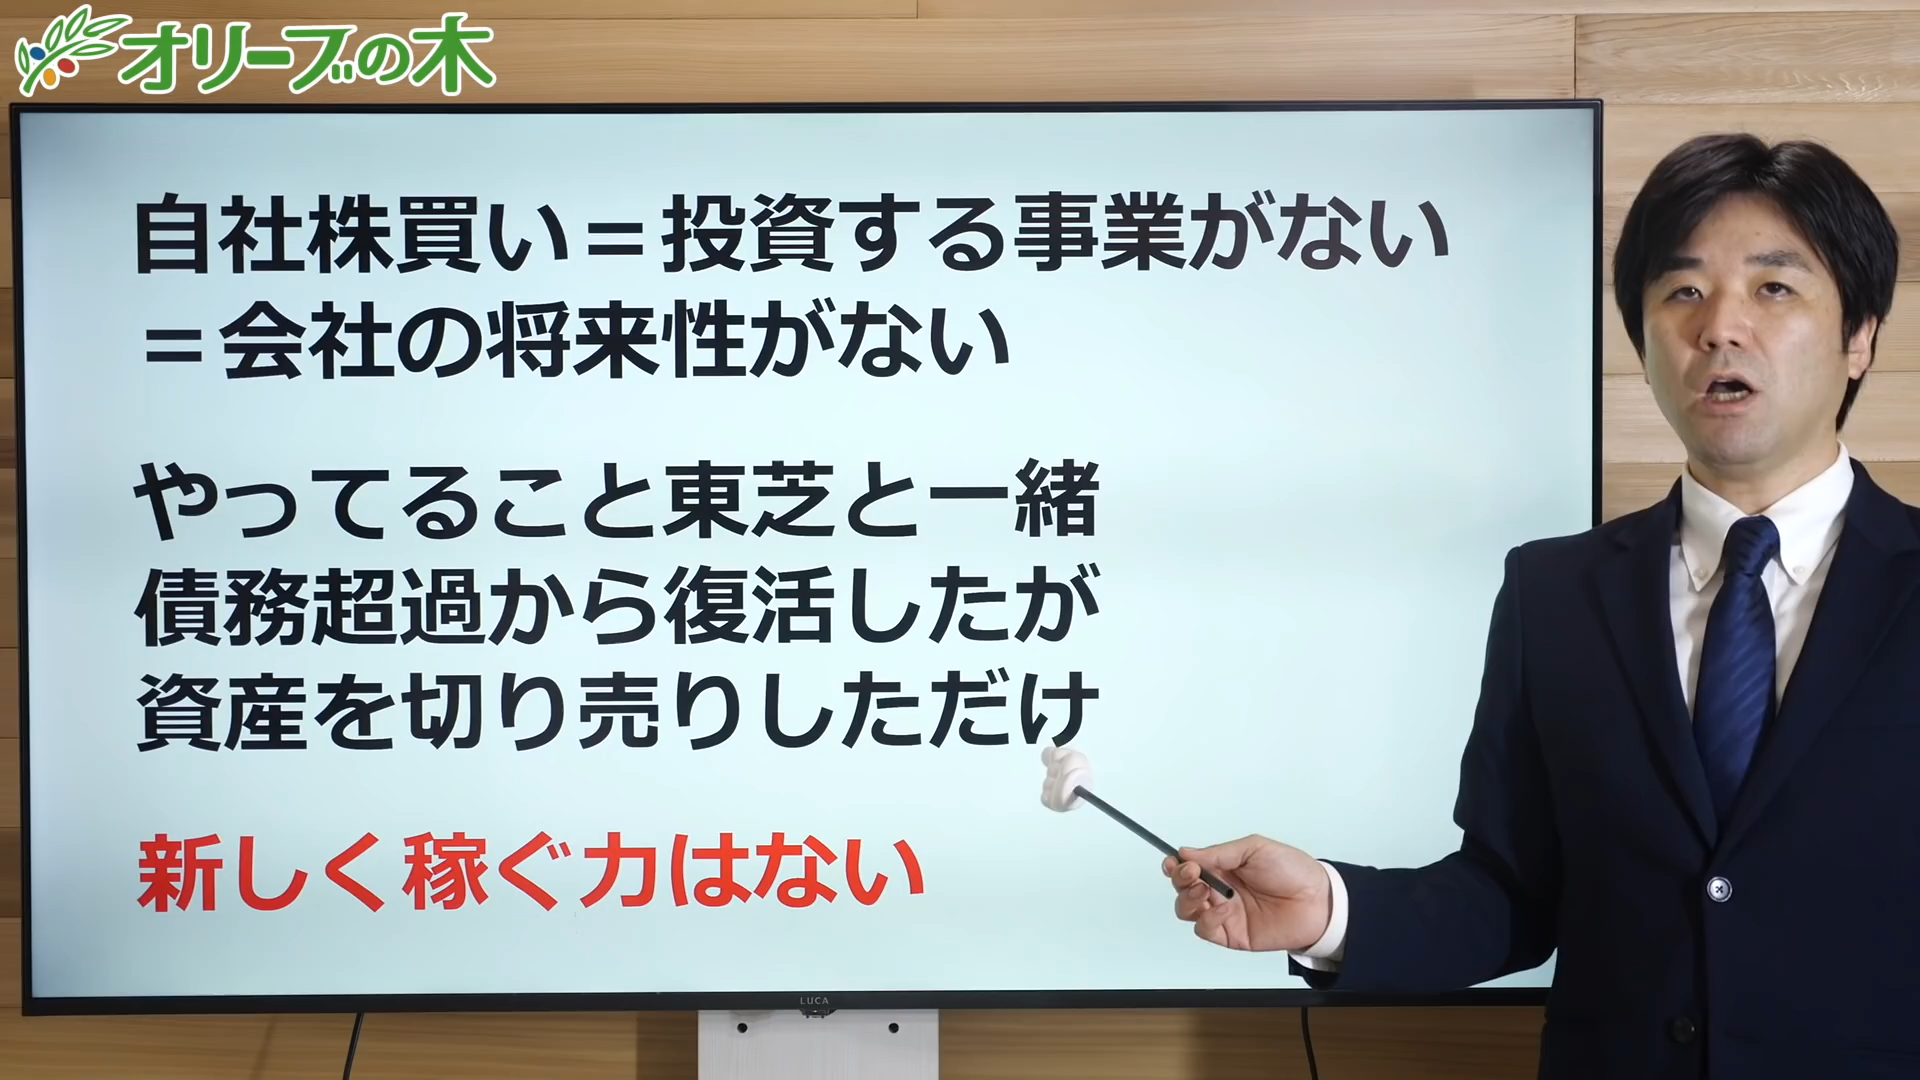 オリーブの木
自社株買い＝投資する事業がない
＝会社の将来性がない
やってること東芝と一緒
債務超過から復活したが
資産を切り売りしただけ
新しく稼ぐ力はない
LUCA